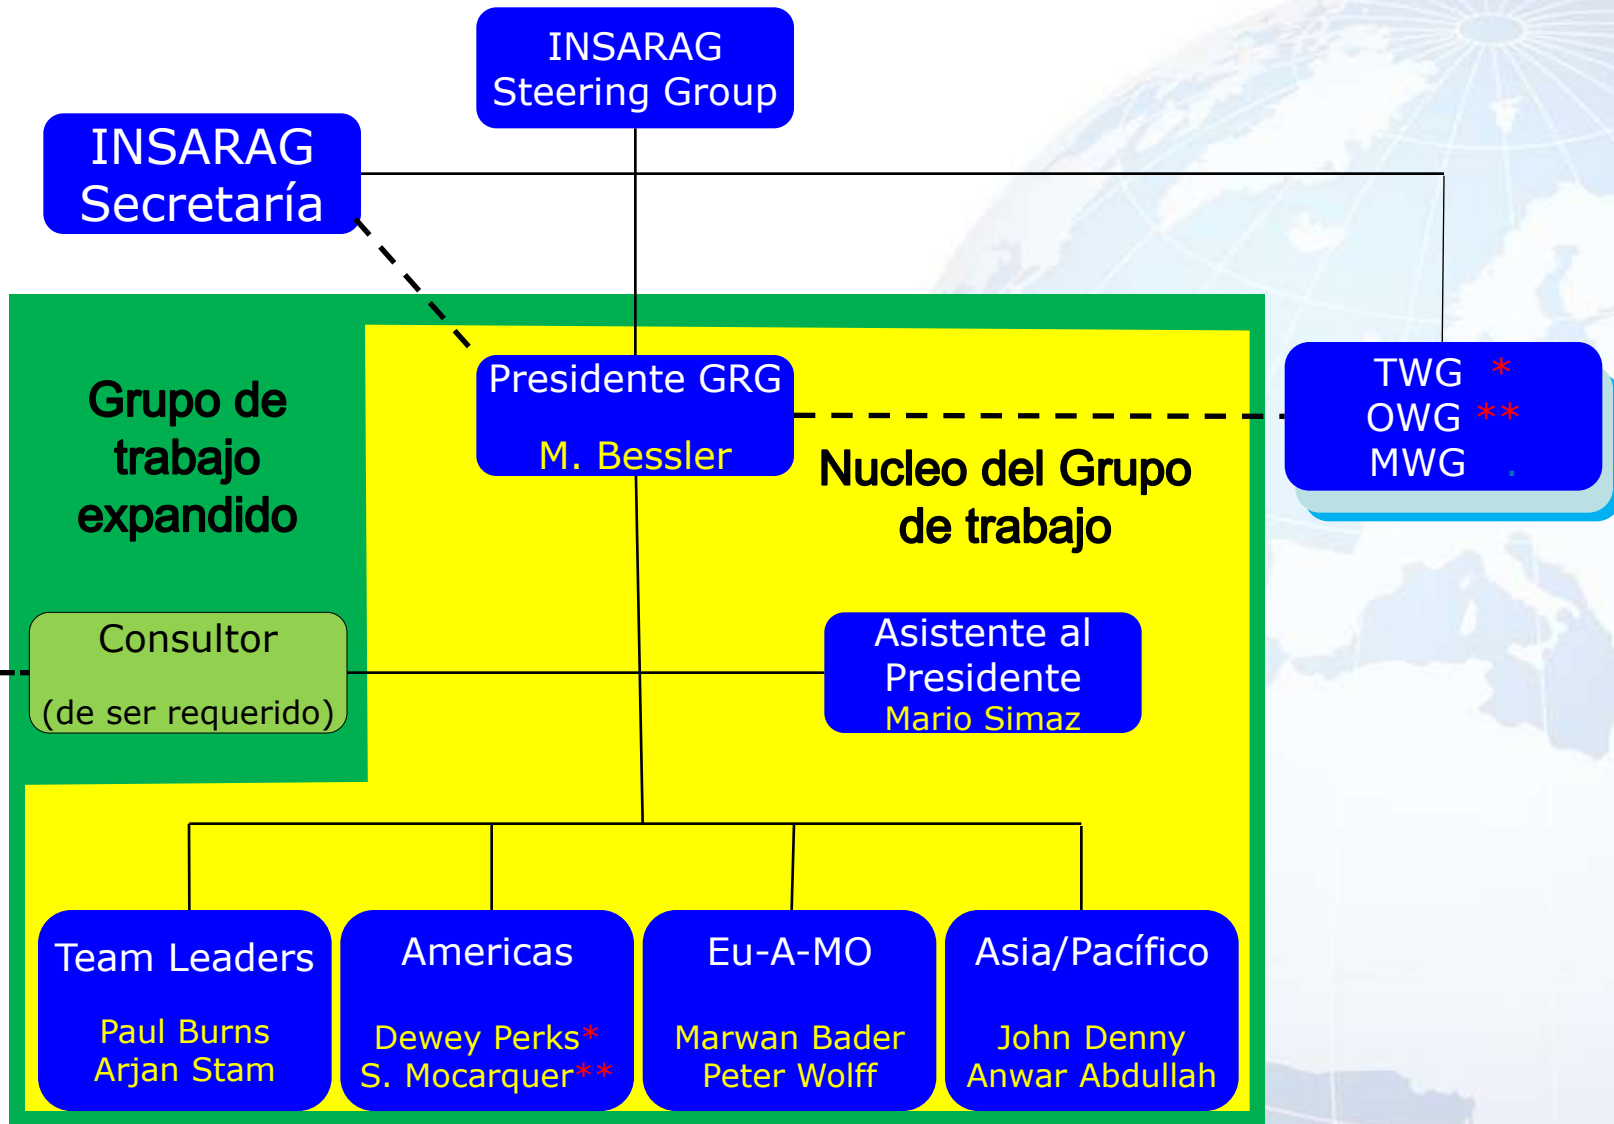 INSARAG
Steering Group
INSARAG
Secretaría
Presidente GRG
M. Bessler
TWG *
OWG **
MWG .
Grupo de
trabajo
expandido
Nucleo del Grupo
de trabajo
Consultor
(de ser requerido)
Asistente al
Presidente
Mario Simaz
Team Leaders
Paul Burns
Arjan Stam
Americas
Dewey Perks*
S. Mocarquer**
Eu-A-MO
Marwan Bader
Peter Wolff
Asia/Pacífico
John Denny
Anwar Abdullah